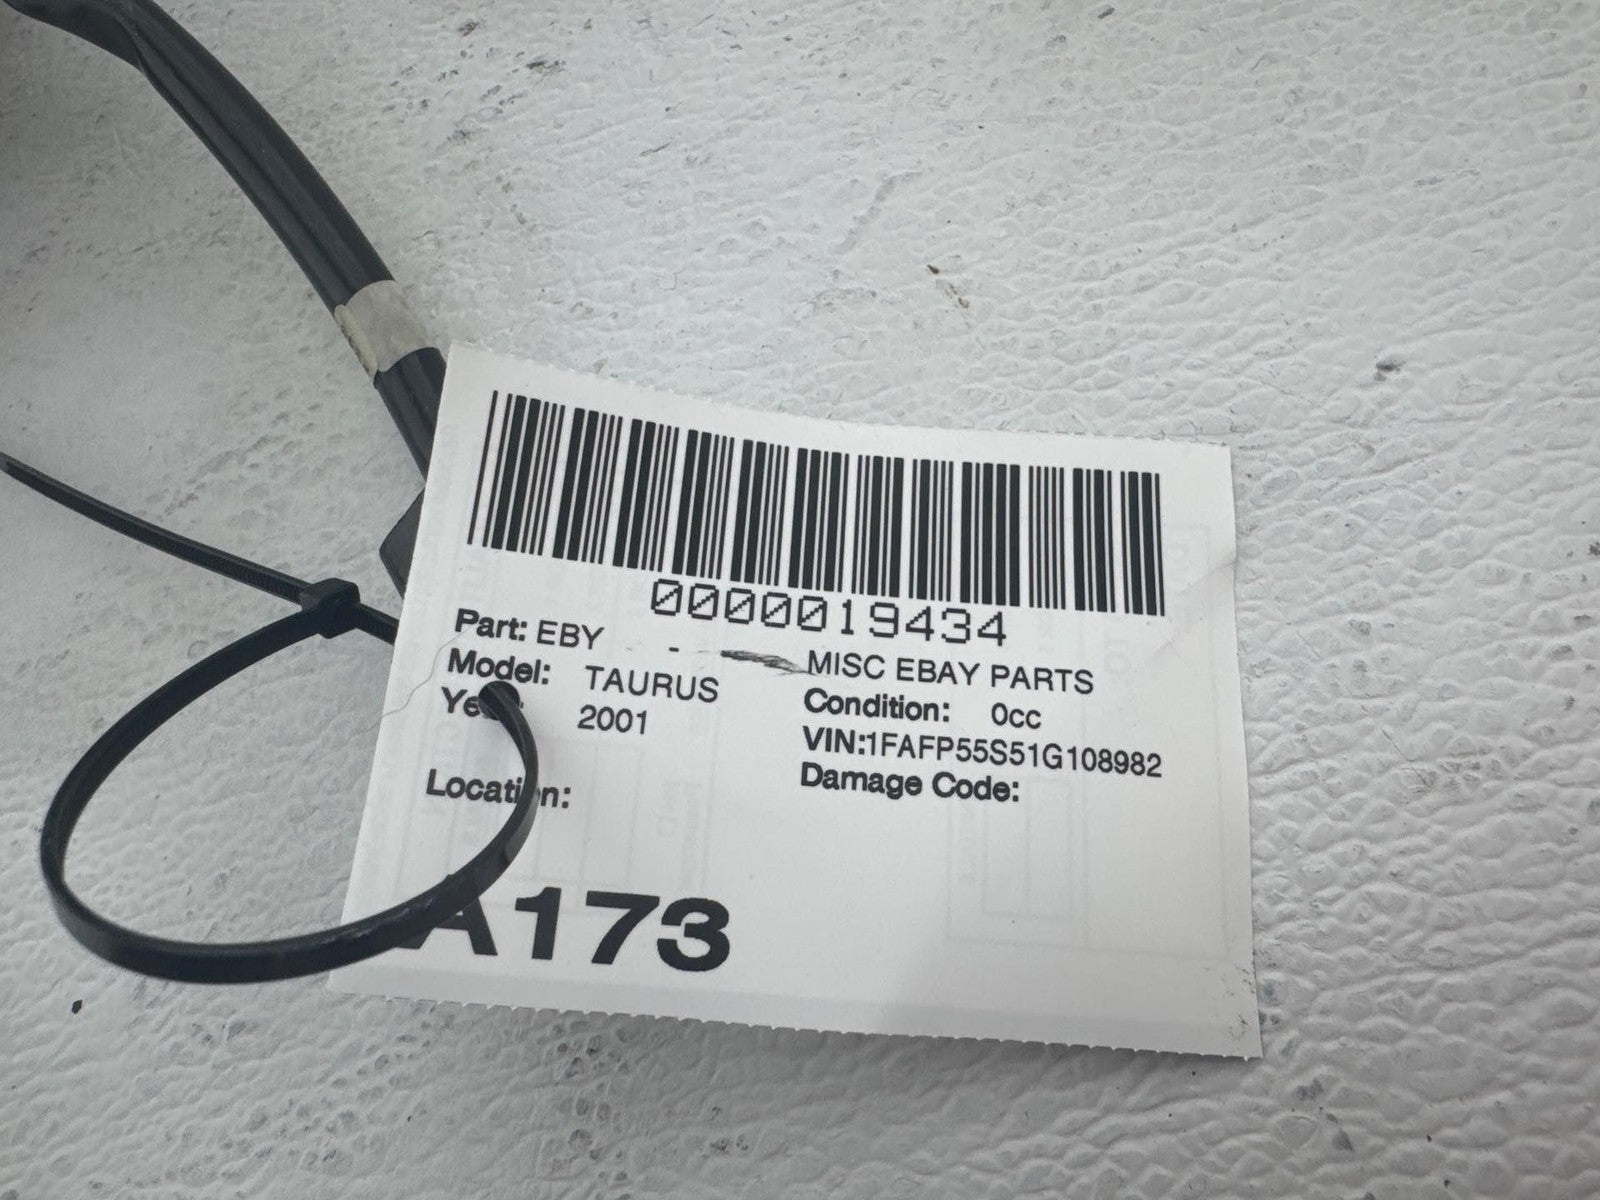 0000019434
Part: EBY - MISC EBAY PARTS
Model: TAURUS Condition: 0cc
2001 VIN:1FAFP55S51G108982
Damage Code:
A173